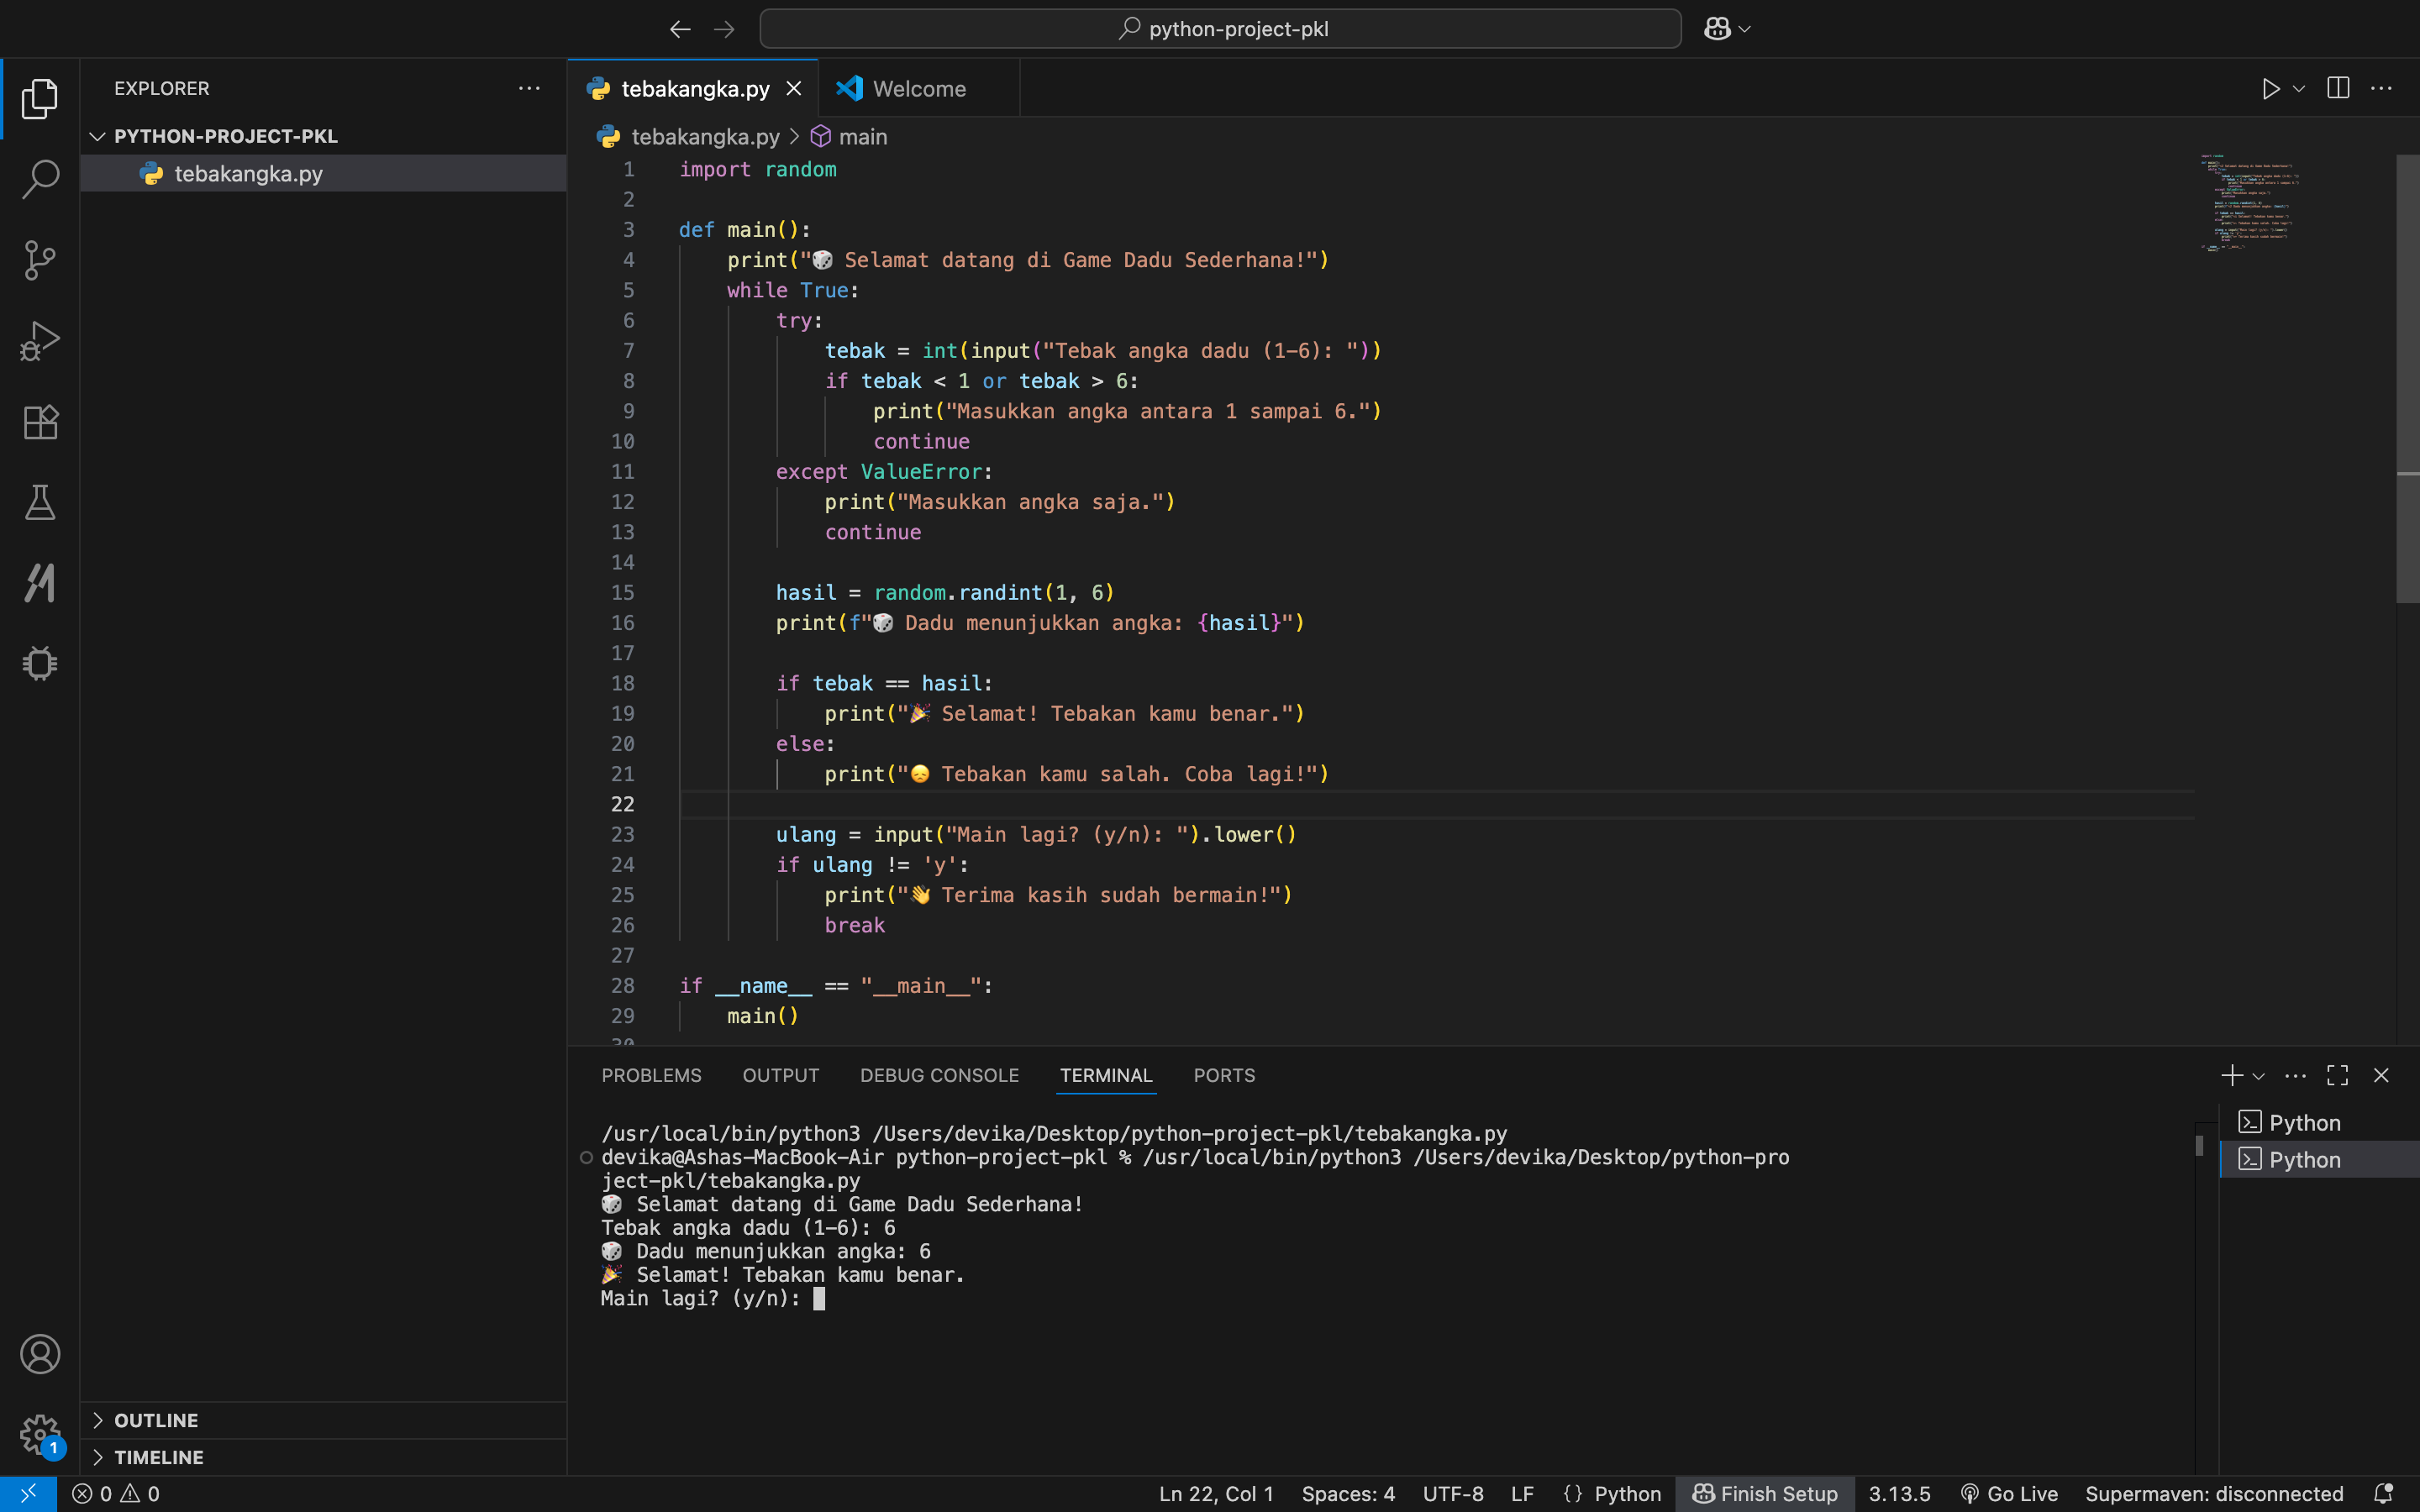 python-project-pkl
EXPLORER
PYTHON-PROJECT-PKL
tebakangka.py
tebakangka.py
Welcome
tebakangka.py > main
1 import random
2
3 def main():
4 print("🎲 Selamat datang di Game Dadu Sederhana!")
5 while True:
6 try:
7 tebak = int(input("Tebak angka dadu (1-6): "))
8 if tebak < 1 or tebak > 6:
9 print("Masukkan angka antara 1 sampai 6.")
10 continue
11 except ValueError:
12 print("Masukkan angka saja.")
13 continue
14
15 hasil = random.randint(1, 6)
16 print(f"🎲 Dadu menunjukkan angka: {hasil}")
17
18 if tebak == hasil:
19 print("🎉 Selamat! Tebakan kamu benar.")
20 else:
21 print("😞 Tebakan kamu salah. Coba lagi!")
22
23 ulang = input("Main lagi? (y/n): ").lower()
24 if ulang != 'y':
25 print("👋 Terima kasih sudah bermain!")
26 break
27
28 if __name__ == "__main__":
29 main()
30
PROBLEMS OUTPUT DEBUG CONSOLE TERMINAL PORTS
/usr/local/bin/python3 /Users/devika/Desktop/python-project-pkl/tebakangka.py
devika@Ashas-MacBook-Air python-project-pkl % /usr/local/bin/python3 /Users/devika/Desktop/python-pro
ject-pkl/tebakangka.py
🎲 Selamat datang di Game Dadu Sederhana!
Tebak angka dadu (1-6): 6
🎲 Dadu menunjukkan angka: 6
🎉 Selamat! Tebakan kamu benar.
Main lagi? (y/n):
Python
Python
OUTLINE
TIMELINE
1
0 0
Ln 22, Col 1 Spaces: 4 UTF-8 LF {} Python Finish Setup 3.13.5 Go Live Supermaven: disconnected